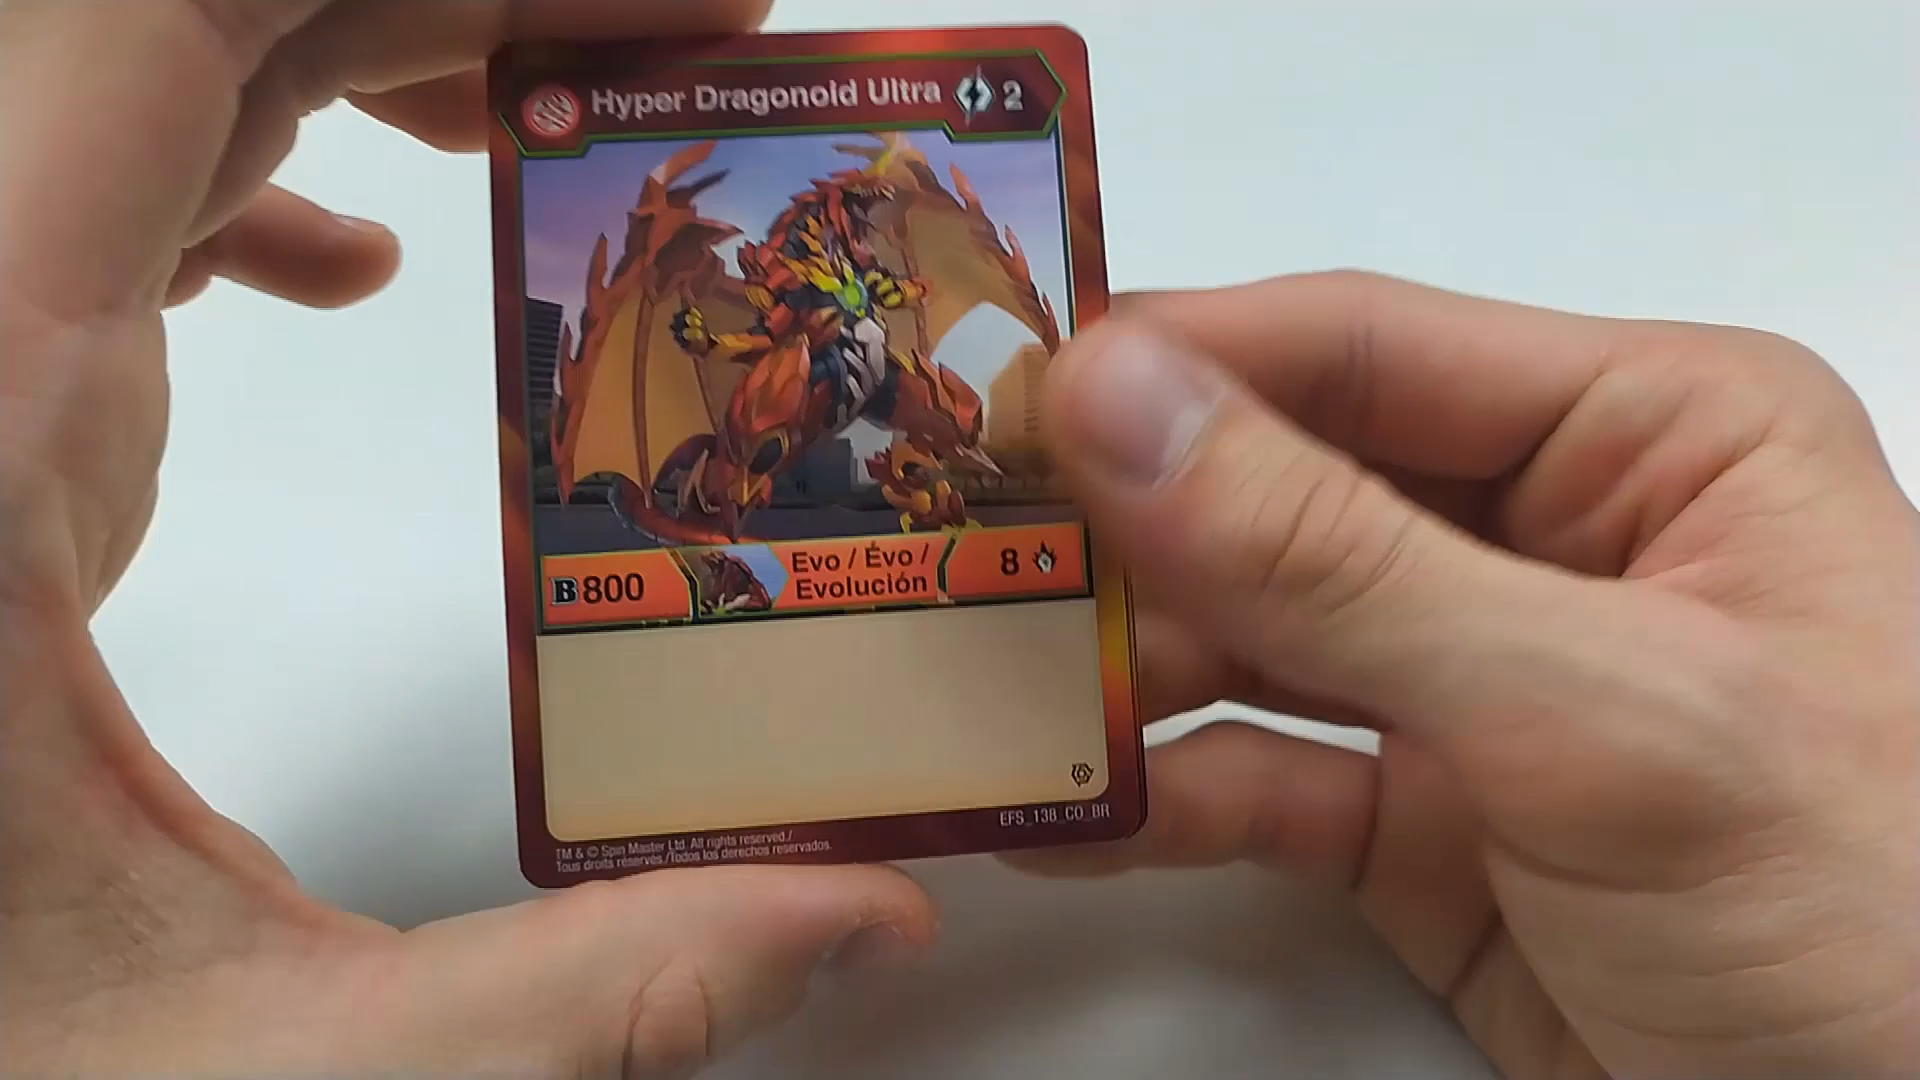 Hyper Dragonoid Ultra 2
B800
Evo / Évo /
Evolución
8
EFS_138_CO_BR
TM & © Spin Master Ltd. All rights reserved./
Tous droits réservés./Todos los derechos reservados.